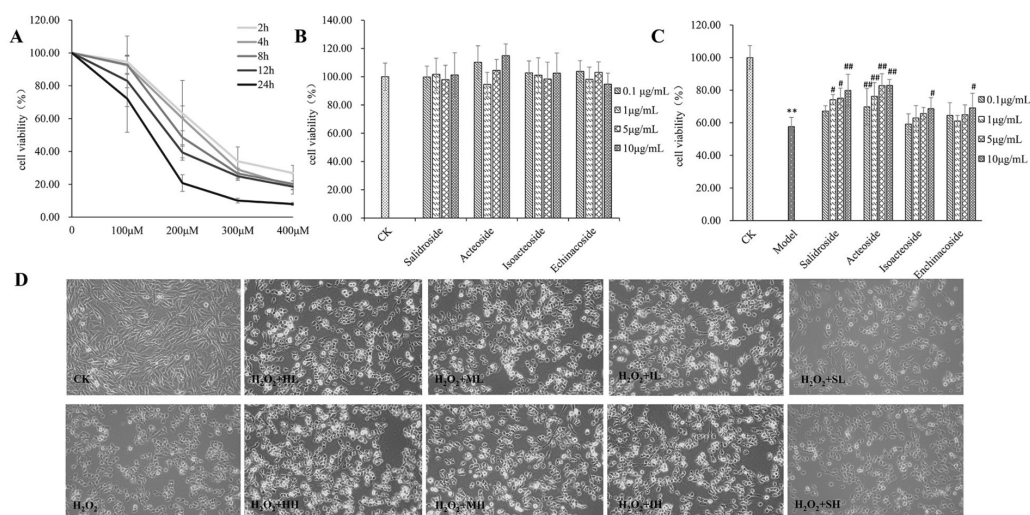 A
120.00
100.00
80.00
60.00
40.00
20.00
0.00
cell viability (%)
0
100μM
200μM
300μM
400μM
2h
4h
8h
12h
24h
B
140.00
120.00
100.00
80.00
60.00
40.00
20.00
0.00
cell viability (%)
CK
Salidroside
Acteoside
Isoacteoside
Echinacoside
0.1 μg/mL
1μg/mL
5μg/mL
10μg/mL
C
120.00
100.00
80.00
60.00
40.00
20.00
0.00
cell viability (%)
**
# # ##
## ## ## ##
#
#
CK
Model
Salidroside
Acteoside
Isoacteoside
Enchinacoside
0.1μg/mL
1μg/mL
5μg/mL
10μg/mL
D
CK
H₂O₂+HL
H₂O₂+ML
H₂O₂+IL
H₂O₂+SL
H₂O₂
H₂O₂+HH
H₂O₂+MH
H₂O₂+IH
H₂O₂+SH